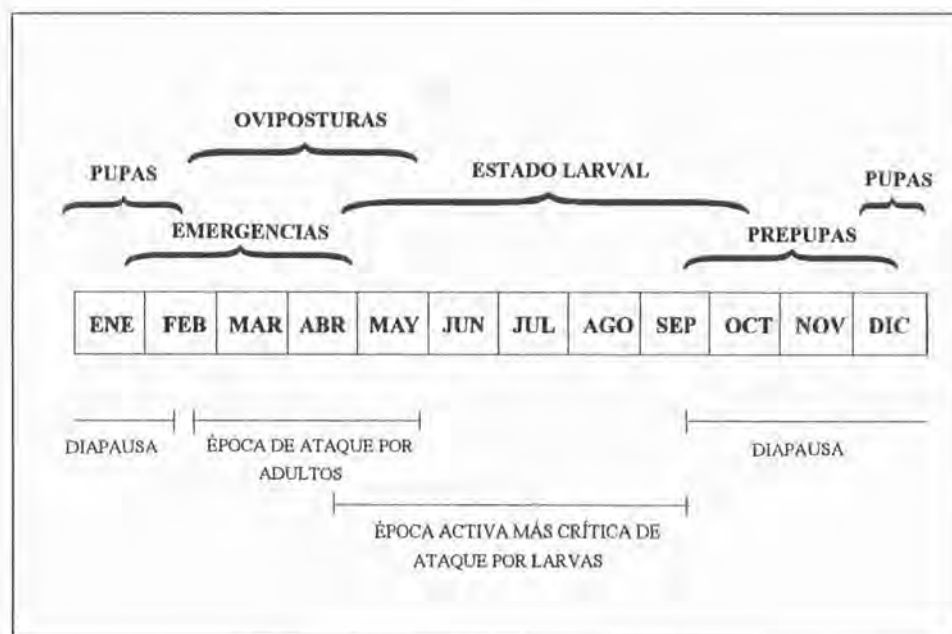 OVIPOSTURAS
PUPAS
ESTADO LARVAL
PUPAS
EMERGENCIAS
PREPUPAS
ENE FEB MAR ABR MAY JUN JUL AGO SEP OCT NOV DIC
DIAPAUSA
ÉPOCA DE ATAQUE POR
ADULTOS
DIAPAUSA
ÉPOCA ACTIVA MÁS CRÍTICA DE
ATAQUE POR LARVAS